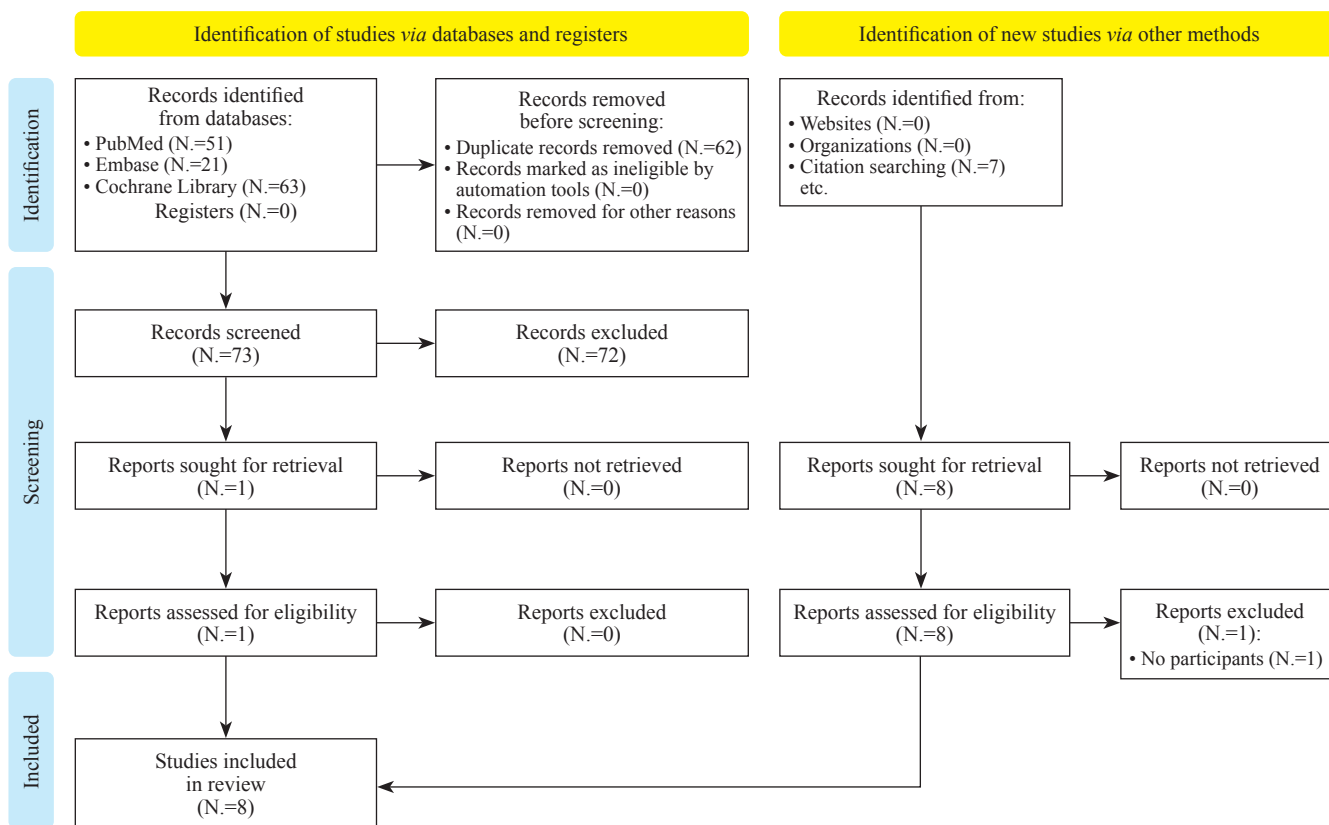 Identification of studies via databases and registers
Identification of new studies via other methods
Identification
Records identified
from databases:
• PubMed (N.=51)
• Embase (N.=21)
• Cochrane Library (N.=63)
Registers (N.=0)
Records removed
before screening:
• Duplicate records removed (N.=62)
• Records marked as ineligible by
automation tools (N.=0)
• Records removed for other reasons
(N.=0)
Records identified from:
• Websites (N.=0)
• Organizations (N.=0)
• Citation searching (N.=7)
etc.
Screening
Records screened
(N.=73)
Records excluded
(N.=72)
Reports sought for retrieval
(N.=1)
Reports not retrieved
(N.=0)
Reports sought for retrieval
(N.=8)
Reports not retrieved
(N.=0)
Reports assessed for eligibility
(N.=1)
Reports excluded
(N.=0)
Reports assessed for eligibility
(N.=8)
Reports excluded
(N.=1):
• No participants (N.=1)
Included
Studies included
in review
(N.=8)